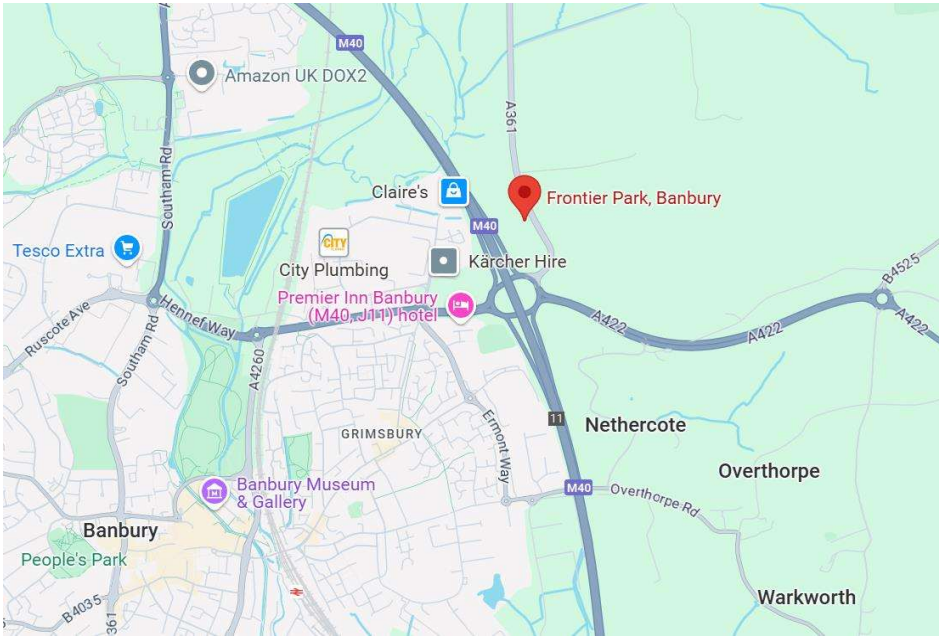 M40
Amazon UK DOX2
A361
Southam Rd
Claire's
Frontier Park, Banbury
M40
CITY
Tesco Extra
City Plumbing
Kärcher Hire
B4525
Premier Inn Banbury
(M40, J11) hotel
Hennef Way
Ruscote Ave
Southam Rd
A422
A422
A422
A4260
11
Nethercote
GRIMSBURY
Ermont Way
Overthorpe
Banbury Museum
& Gallery
M40
Overthorpe Rd
Banbury
People's Park
Warkworth
B4035
361